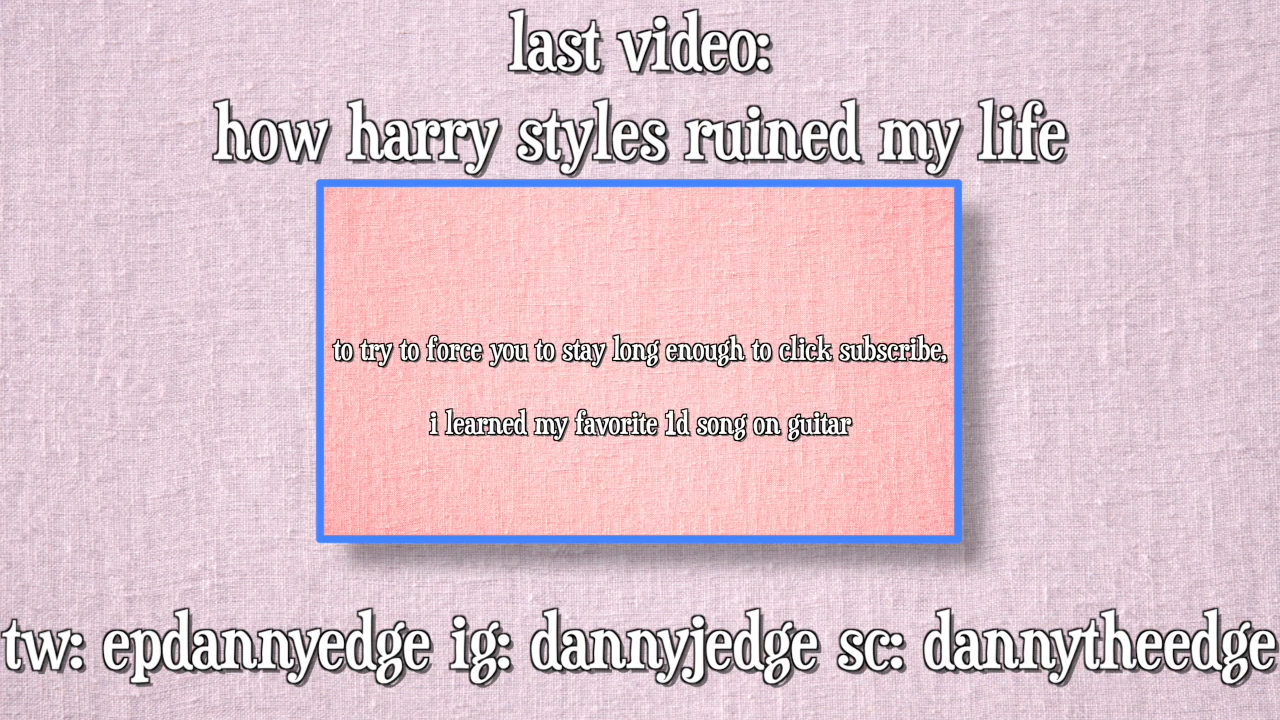 last video:
how harry styles ruined my life
to try to force you to stay long enough to click subscribe,
i learned my favorite 1d song on guitar
tw: epdannyedge ig: dannyjedge sc: dannytheedge